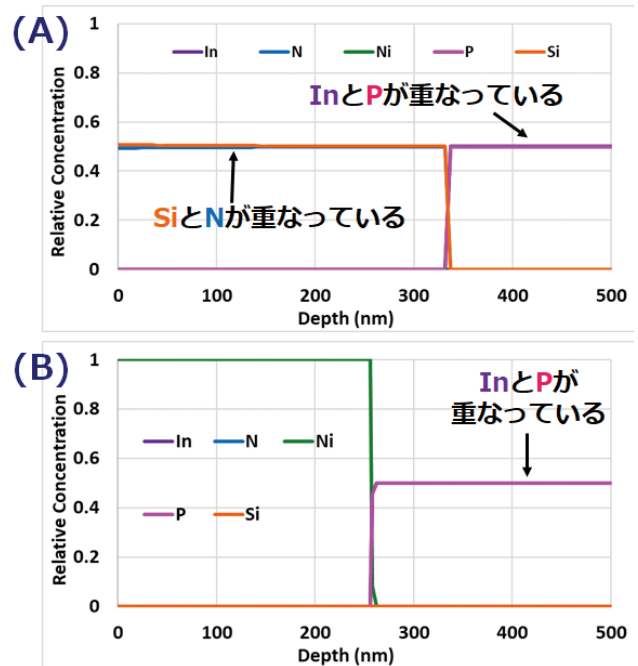 (A)
1
0.8
0.6
0.4
0.2
0
Relative Concentration
In N Ni P Si
InとPが重なっている
SiとNが重なっている
0 100 200 300 400 500
Depth (nm)
(B)
1
0.8
0.6
0.4
0.2
0
Relative Concentration
In N Ni
P Si
InとPが
重なっている
0 100 200 300 400 500
Depth (nm)